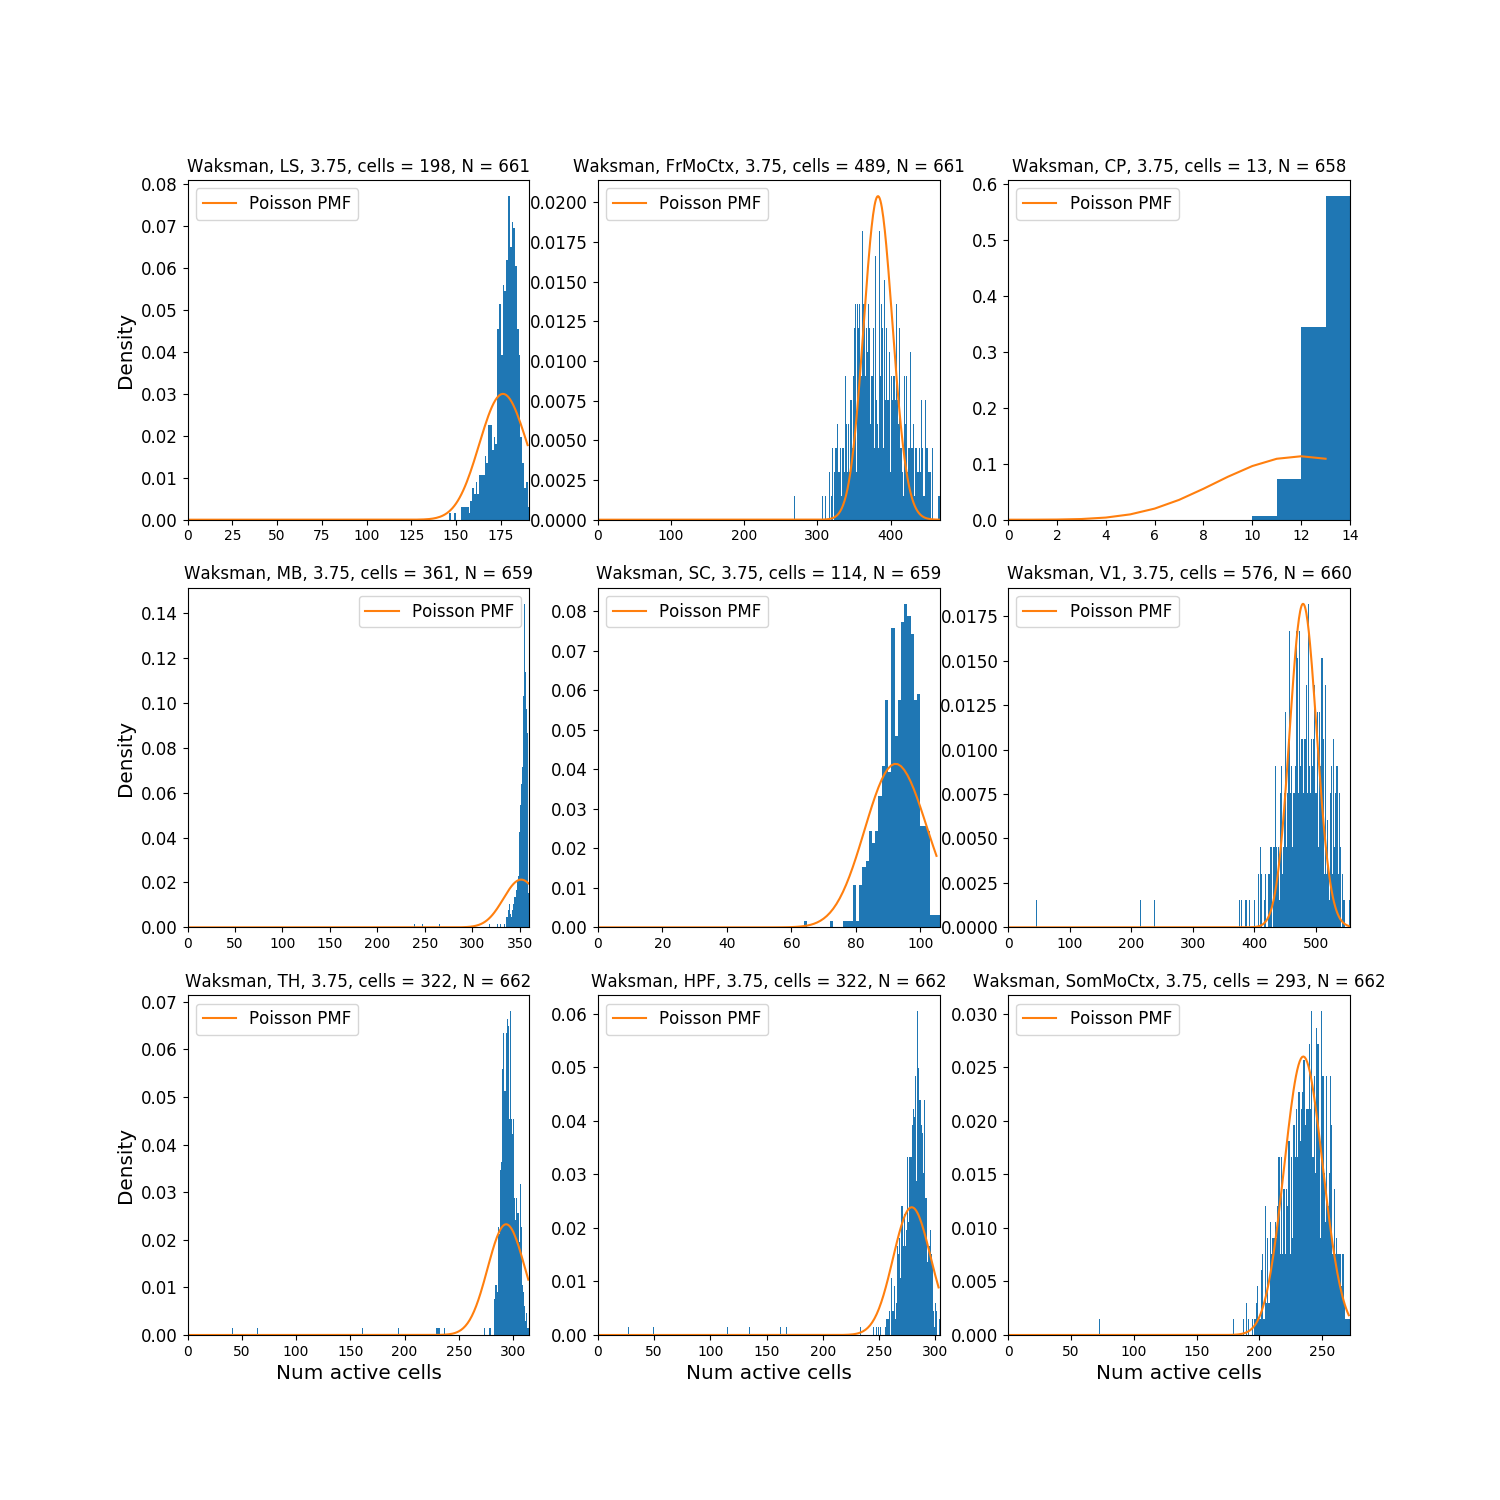 Waksman, LS, 3.75, cells = 198, N = 661
Poisson PMF
Density
0.08
0.07
0.06
0.05
0.04
0.03
0.02
0.01
0.00
0 25 50 75 100 125 150 175
Waksman, FrMoCtx, 3.75, cells = 489, N = 661
Poisson PMF
0.0200
0.0175
0.0150
0.0125
0.0100
0.0075
0.0050
0.0025
0.0000
0 100 200 300 400
Waksman, CP, 3.75, cells = 13, N = 658
Poisson PMF
0.6
0.5
0.4
0.3
0.2
0.1
0.0
0 2 4 6 8 10 12 14
Waksman, MB, 3.75, cells = 361, N = 659
Poisson PMF
Density
0.14
0.12
0.10
0.08
0.06
0.04
0.02
0.00
0 50 100 150 200 250 300 350
Waksman, SC, 3.75, cells = 114, N = 659
Poisson PMF
0.08
0.07
0.06
0.05
0.04
0.03
0.02
0.01
0.00
0 20 40 60 80 100
Waksman, V1, 3.75, cells = 576, N = 660
Poisson PMF
0.0175
0.0150
0.0125
0.0100
0.0075
0.0050
0.0025
0.0000
0 100 200 300 400 500
Waksman, TH, 3.75, cells = 322, N = 662
Poisson PMF
Density
0.07
0.06
0.05
0.04
0.03
0.02
0.01
0.00
0 50 100 150 200 250 300
Num active cells
Waksman, HPF, 3.75, cells = 322, N = 662
Poisson PMF
0.06
0.05
0.04
0.03
0.02
0.01
0.00
0 50 100 150 200 250 300
Num active cells
Waksman, SomMoCtx, 3.75, cells = 293, N = 662
Poisson PMF
0.030
0.025
0.020
0.015
0.010
0.005
0.000
0 50 100 150 200 250
Num active cells